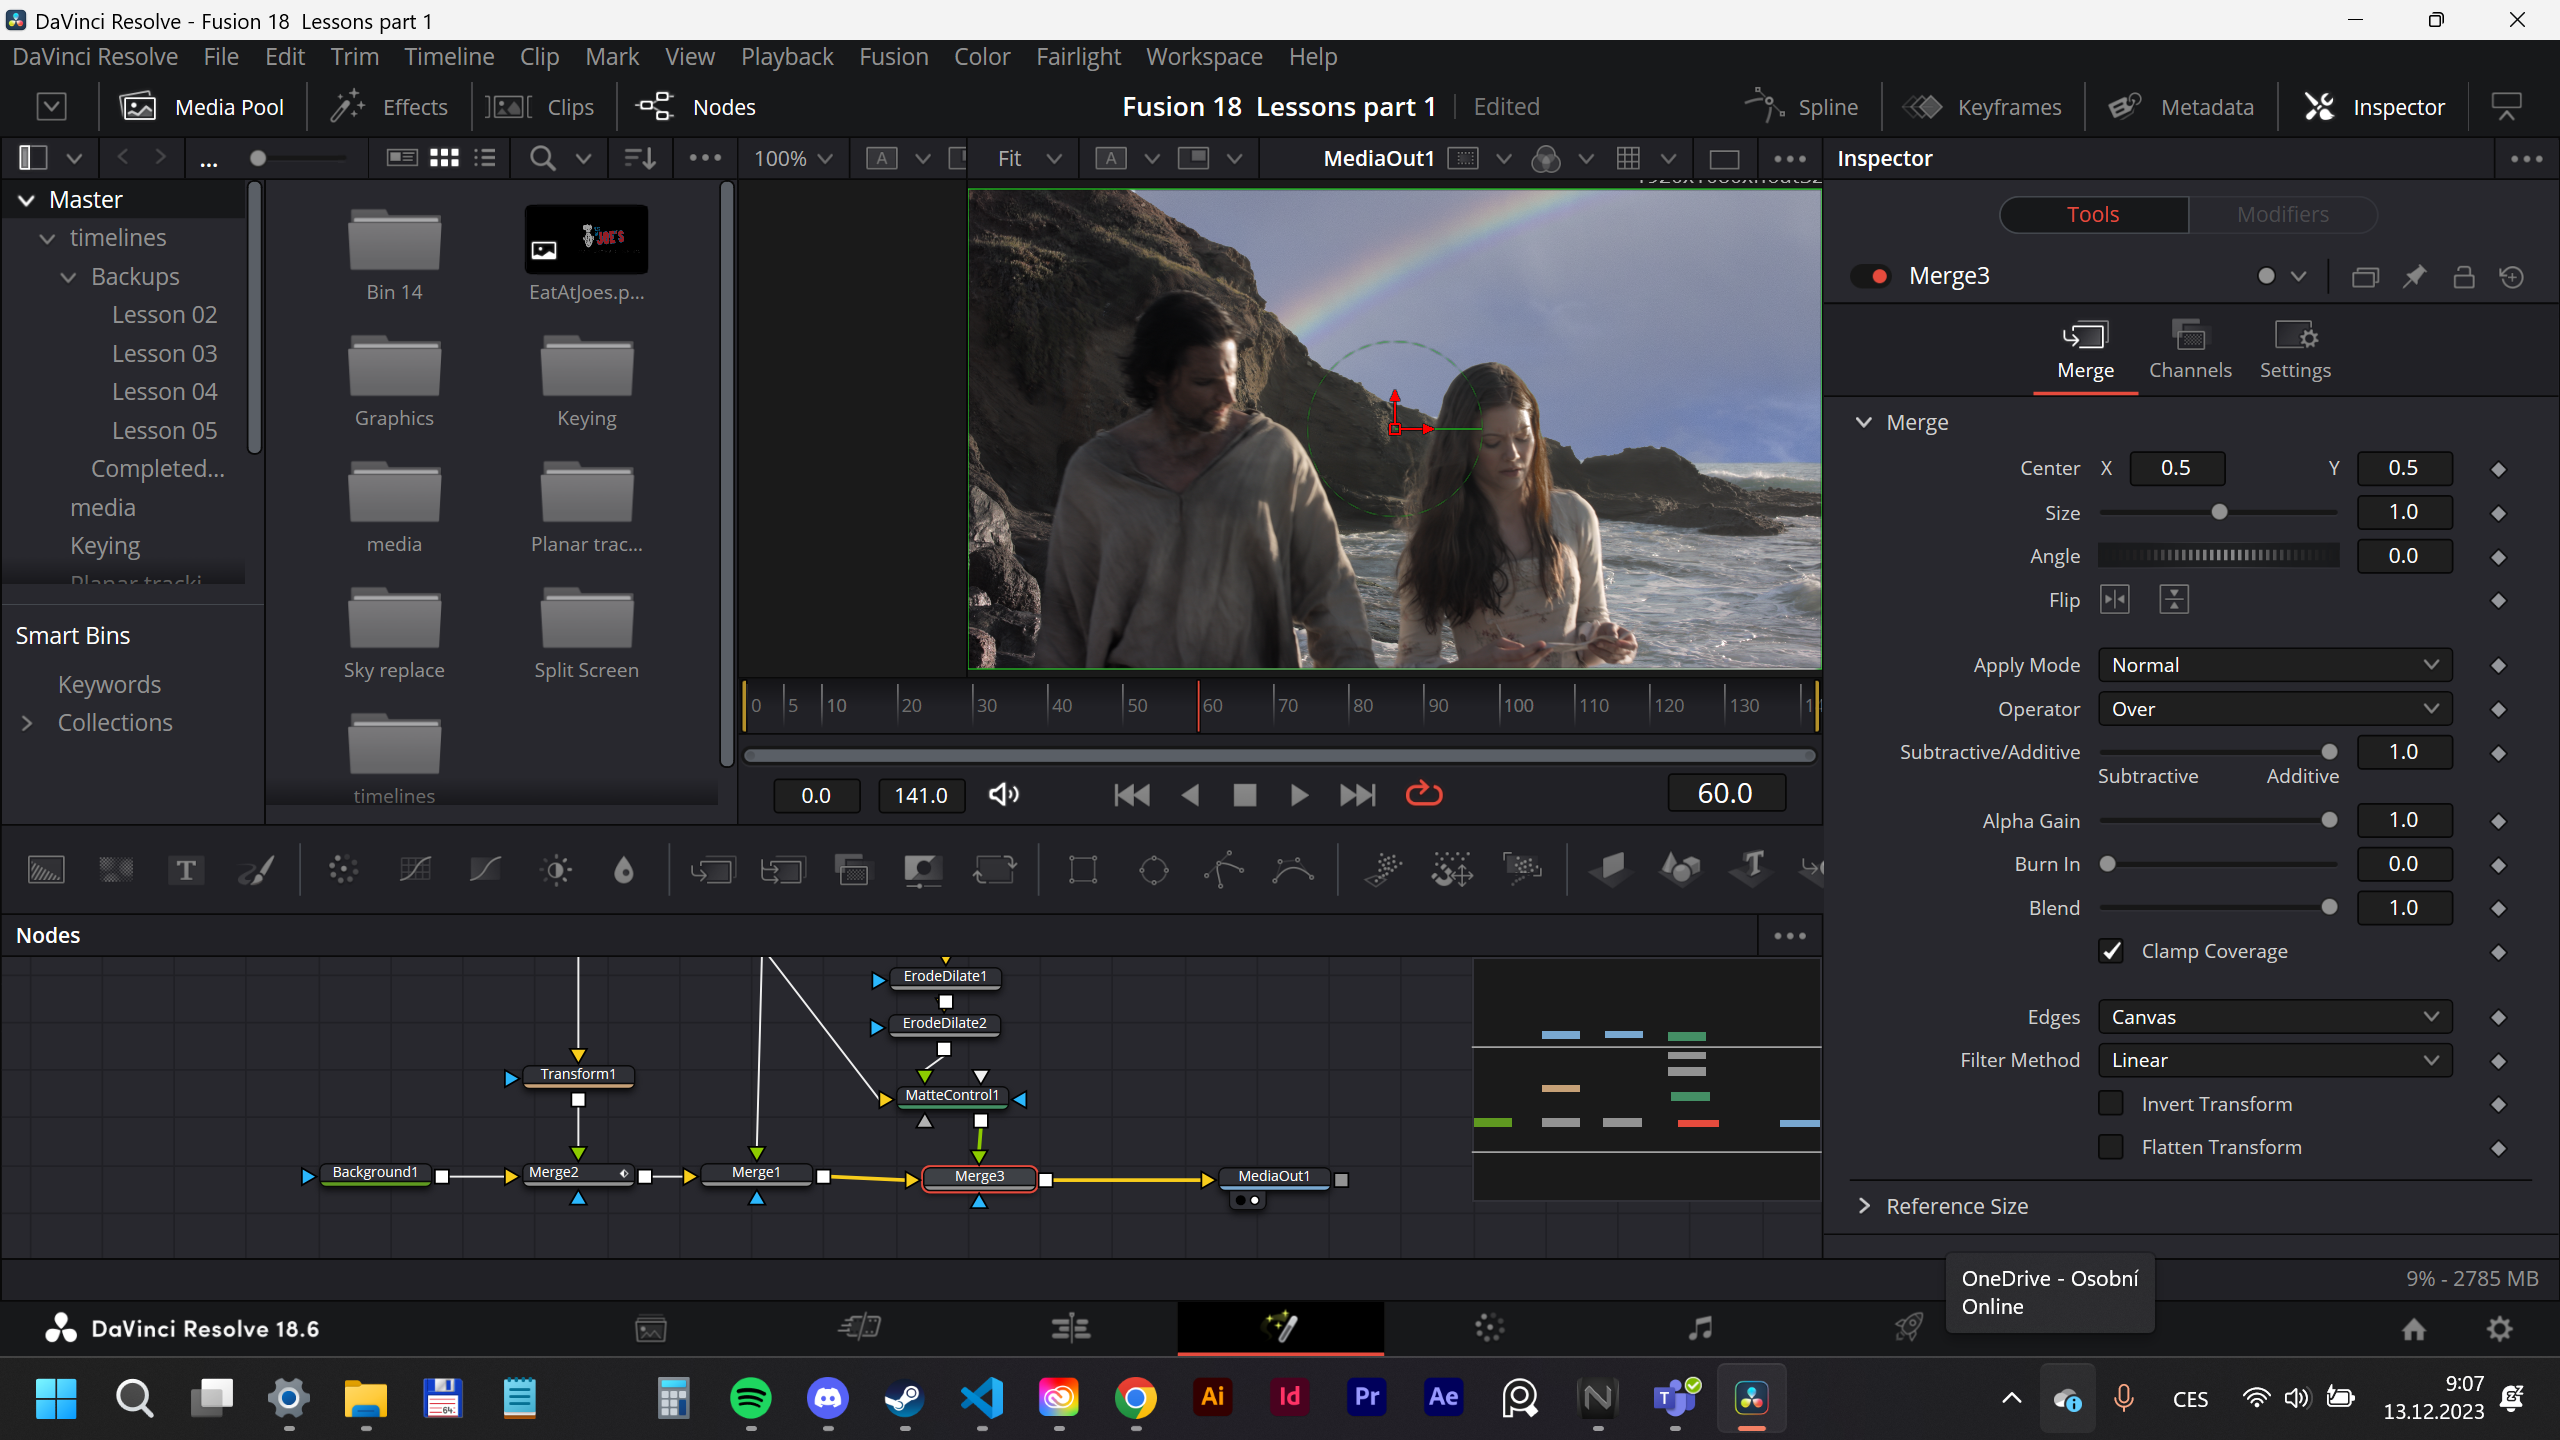 DaVinci Resolve - Fusion 18  Lessons part 1
DaVinci Resolve File Edit Trim Timeline Clip Mark View Playback Fusion Color Fairlight Workspace Help
Media Pool Effects Clips Nodes Fusion 18  Lessons part 1 Edited Spline Keyframes Metadata Inspector
... 100% A Fit A MediaOut1 Inspector
Master
timelines
Backups
Lesson 02
Lesson 03
Lesson 04
Lesson 05
Completed...
media
Keying
Smart Bins
Keywords
Collections
Bin 14
JOE'S
EatAtJoes.p...
Graphics
Keying
media
Planar trac...
Sky replace
Split Screen
timelines
0 5 10 20 30 40 50 60 70 80 90 100 110 120 130
0.0 141.0 60.0
T T
Nodes
ErodeDilate1
ErodeDilate2
Transform1
MatteControl1
Background1
Merge2
Merge1
Merge3
MediaOut1
Tools Modifiers
Merge3
Merge Channels Settings
Merge
Center X 0.5 Y 0.5
Size 1.0
Angle 0.0
Flip
Apply Mode Normal
Operator Over
Subtractive/Additive 1.0
Subtractive Additive
Alpha Gain 1.0
Burn In 0.0
Blend 1.0
Clamp Coverage
Edges Canvas
Filter Method Linear
Invert Transform
Flatten Transform
Reference Size
OneDrive - Osobní
Online
9% - 2785 MB
DaVinci Resolve 18.6
64 Ai Id Pr Ae N T CES
9:07
13.12.2023